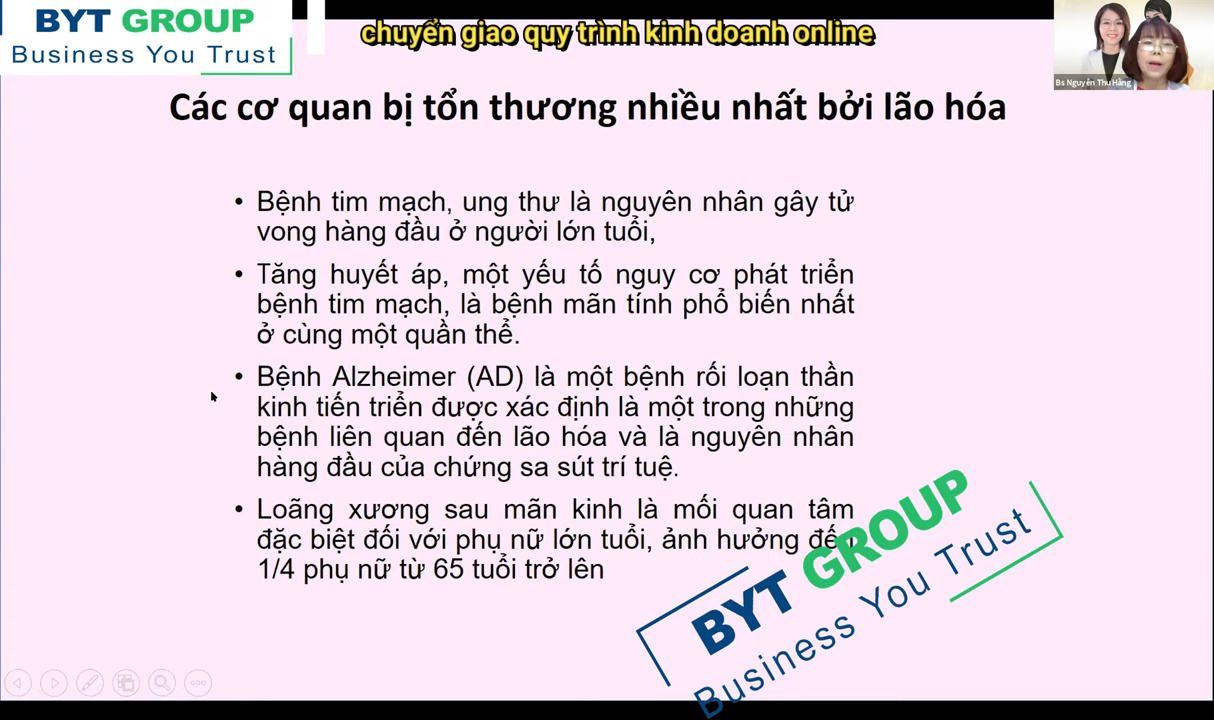 BYT GROUP
Business You Trust
chuyển giao quy trình kinh doanh online
Bs Nguyễn Thu Hằng
Các cơ quan bị tổn thương nhiều nhất bởi lão hóa
• Bệnh tim mạch, ung thư là nguyên nhân gây tử
vong hàng đầu ở người lớn tuổi,
• Tăng huyết áp, một yếu tố nguy cơ phát triển
bệnh tim mạch, là bệnh mãn tính phổ biến nhất
ở cùng một quần thể.
• Bệnh Alzheimer (AD) là một bệnh rối loạn thần
kinh tiến triển được xác định là một trong những
bệnh liên quan đến lão hóa và là nguyên nhân
hàng đầu của chứng sa sút trí tuệ.
• Loãng xương sau mãn kinh là mối quan tâm
đặc biệt đối với phụ nữ lớn tuổi, ảnh hưởng đến
1/4 phụ nữ từ 65 tuổi trở lên
BYT GROUP
Business You Trust